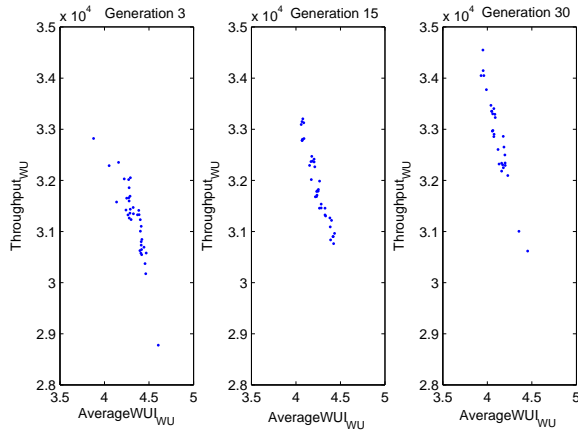 x 10^4 Generation 3
3.5
3.4
3.3
3.2
3.1
3
2.9
2.8
3.5 4 4.5 5
Throughput_WU
AverageWUI_WU
x 10^4 Generation 15
3.5
3.4
3.3
3.2
3.1
3
2.9
2.8
3.5 4 4.5 5
Throughput_WU
AverageWUI_WU
x 10^4 Generation 30
3.5
3.4
3.3
3.2
3.1
3
2.9
2.8
3.5 4 4.5 5
Throughput_WU
AverageWUI_WU